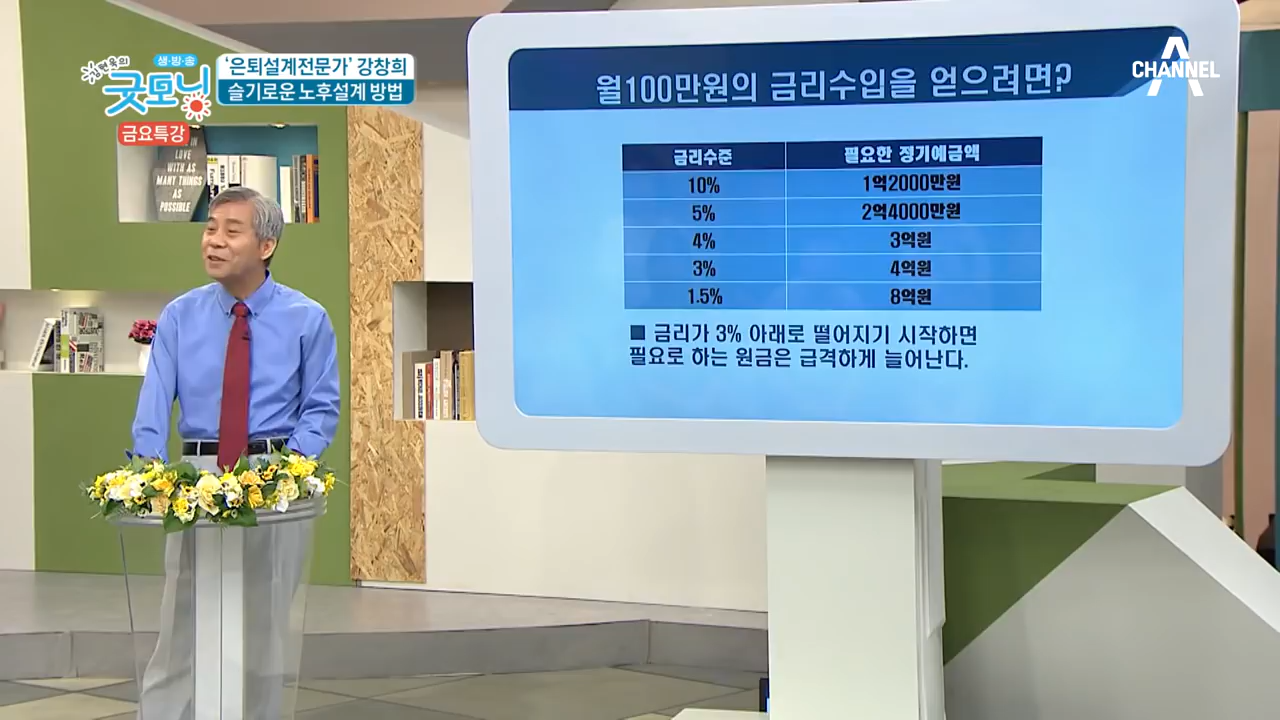 생·방·송
굿모닝
금요특강
'은퇴설계전문가' 강창희
슬기로운 노후설계 방법
CHANNEL A
월100만원의 금리수입을 얻으려면?
금리수준 필요한 정기예금액
10% 1억2000만원
5% 2억4000만원
4% 3억원
3% 4억원
1.5% 8억원
■ 금리가 3% 아래로 떨어지기 시작하면
필요로 하는 원금은 급격하게 늘어난다.
LOVE
WITH AS
MANY THINGS
AS
POSSIBLE